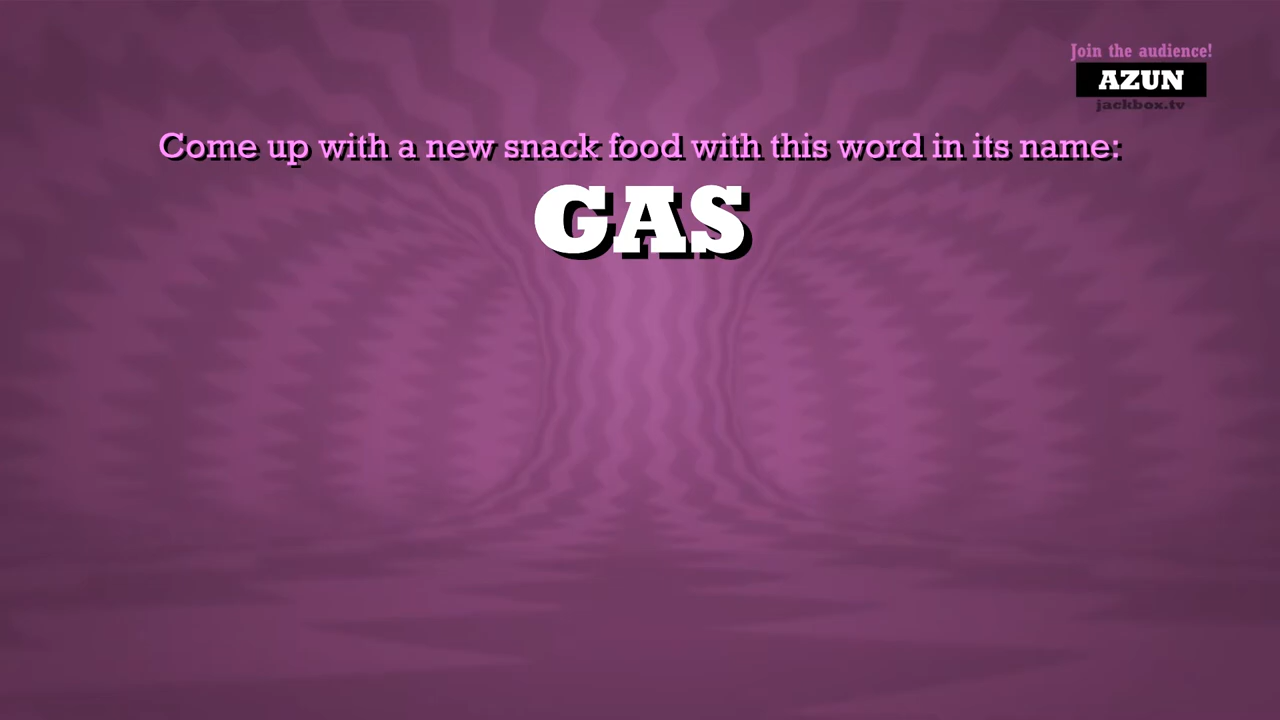 Join the audience!
AZUN
jackbox.tv
Come up with a new snack food with this word in its name:
GAS